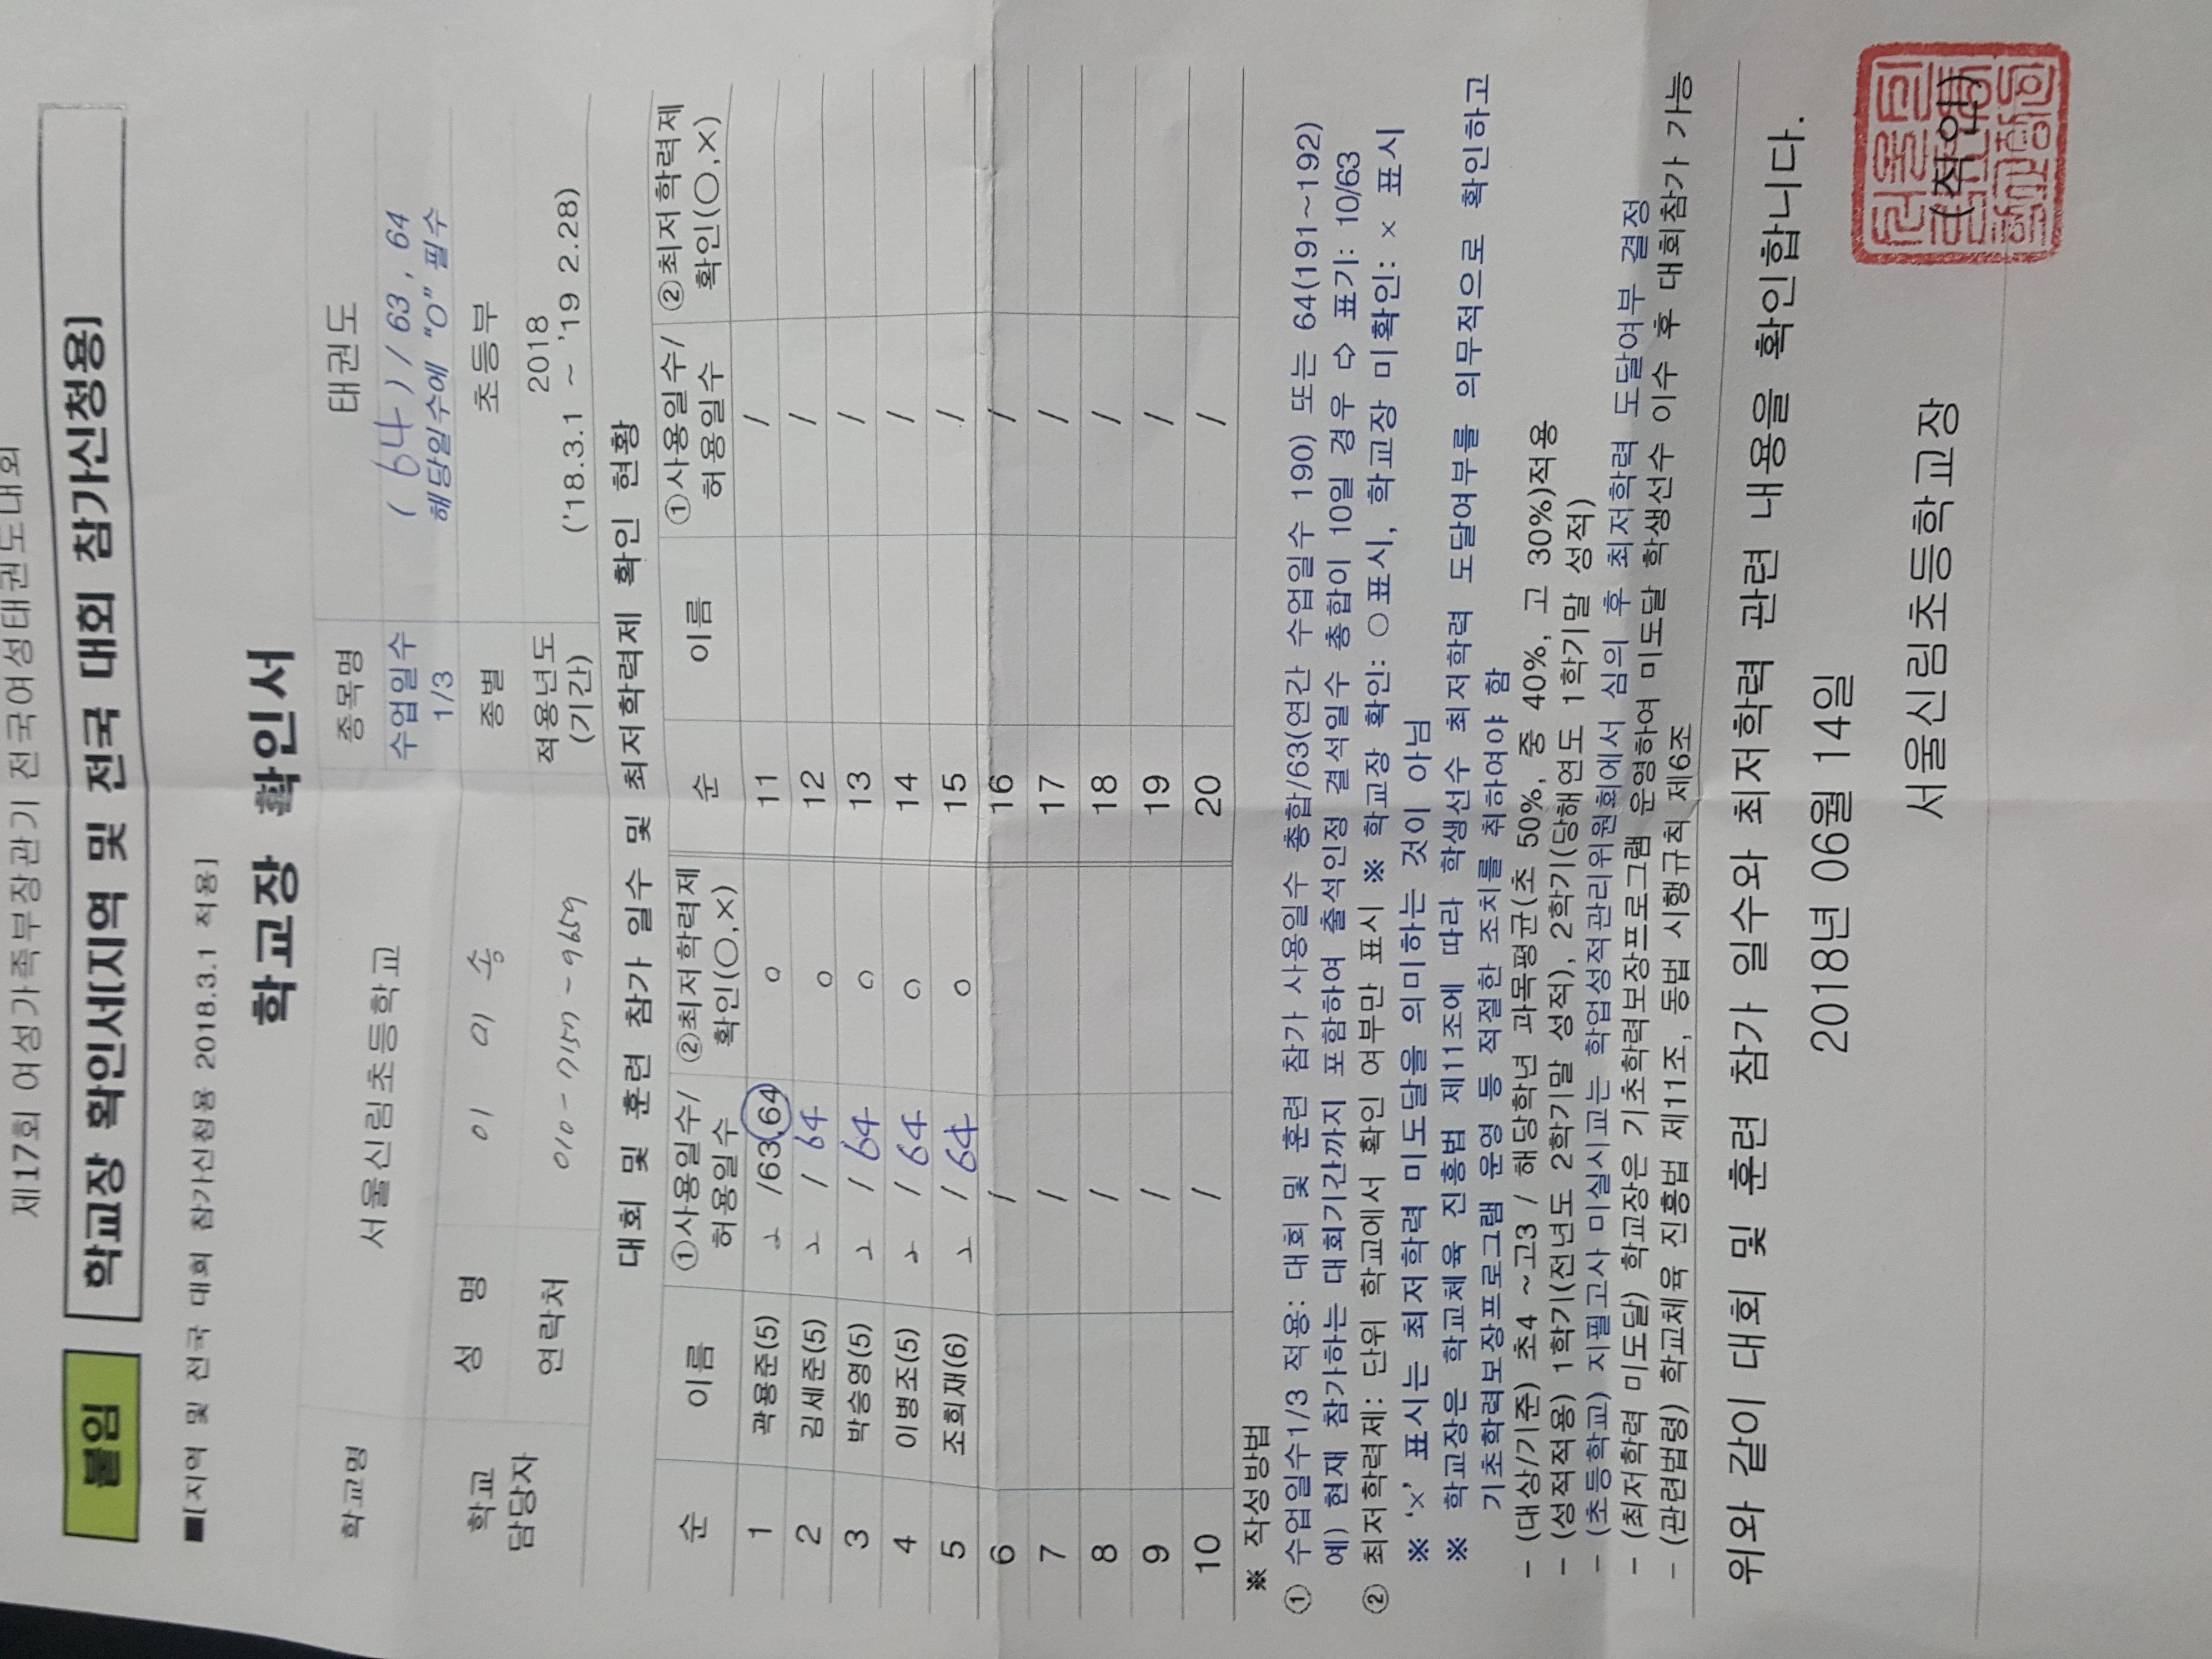 제17회 여성가족부장관기 전국여성태권도대회
붙임 학교장 확인서(지역 및 전국 대회 참가신청용)
■[지역 및 전국 대회 참가신청용 2018.3.1 적용]
학교장 확인서
학교명 서울신림초등학교 종목명 태권도
수업일수 1/3 ( 64 ) / 63 , 64
해당일수에 "O" 필수
학교 담당자 성 명 이 이 송 종별 초등부
연락처 010-7157-9659 적용년도 (기간) 2018
('18.3.1 ~ '19 2.28)
대회 및 훈련 참가 일수 및 최저학력제 확인 현황
순 이름 ①사용일수/허용일수 ②최저학력제 확인(○,×) 순 이름 ①사용일수/허용일수 ②최저학력제 확인(○,×)
1 곽용준(5) 2 /63,64 ○ 11 /
2 김세준(5) 2 / 64 ○ 12 /
3 박승영(5) 2 / 64 ○ 13 /
4 이병조(5) 2 / 64 ○ 14 /
5 조희재(6) 2 / 64 ○ 15 /
6 / 16 /
7 / 17 /
8 / 18 /
9 / 19 /
10 / 20 /
※ 작성방법
① 수업일수1/3 적용: 대회 및 훈련 참가 사용일수 총합/63(연간 수업일수 190) 또는 64(191~192)
예) 현재 참가하는 대회기간까지 포함하여 출석인정 결석일수 총합이 10일 경우 ⇨ 표기: 10/63
② 최저학력제: 단위 학교에서 확인 여부만 표시 ※ 학교장 확인: ○표시, 학교장 미확인: × 표시
※ '×' 표시는 최저학력 미도달을 의미하는 것이 아님
※ 학교장은 학교체육 진흥법 제11조에 따라 학생선수 최저학력 도달여부를 의무적으로 확인하고
기초학력보장프로그램 운영 등 적절한 조치를 취하여야 함
- (대상/기준) 초4 ~고3 / 해당학년 과목평균(초 50%, 중 40%, 고 30%)적용
- (성적적용) 1학기(전년도 2학기말 성적), 2학기(당해연도 1학기말 성적)
- (초등학교) 지필고사 미실시교는 학업성적관리위원회에서 심의 후 최저학력 도달여부 결정
- (최저학력 미도달) 학교장은 기초학력보장프로그램 운영하여 미도달 학생선수 이수 후 대회참가 가능
- (관련법령) 학교체육 진흥법 제11조, 동법 시행규칙 제6조
위와 같이 대회 및 훈련 참가 일수와 최저학력 관련 내용을 확인합니다.
2018년 06월 14일
서울신림초등학교장 (직인)